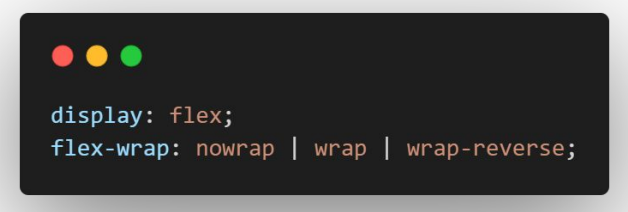 display: flex;
flex-wrap: nowrap | wrap | wrap-reverse;